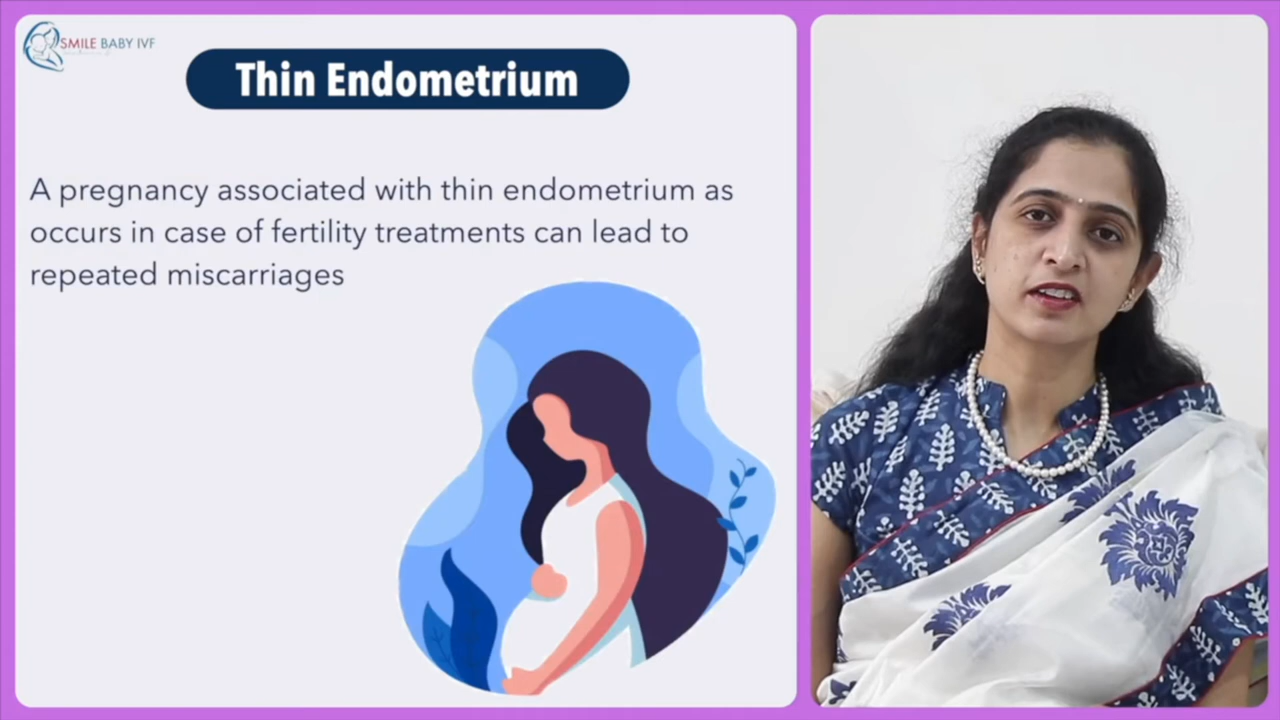 SMILE BABY IVF
Thin Endometrium
A pregnancy associated with thin endometrium as
occurs in case of fertility treatments can lead to
repeated miscarriages